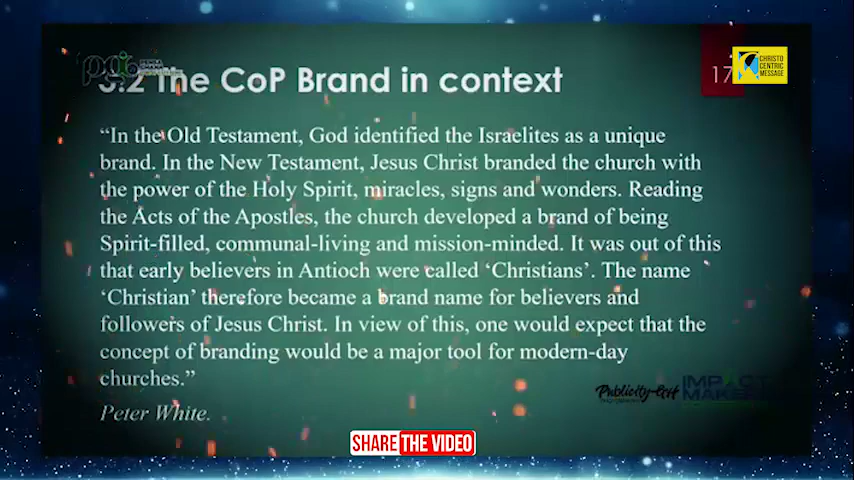 3.2 The CoP Brand in context
17
CHRISTO
CENTRIC
MESSAGE
“In the Old Testament, God identified the Israelites as a unique
brand. In the New Testament, Jesus Christ branded the church with
the power of the Holy Spirit, miracles, signs and wonders. Reading
the Acts of the Apostles, the church developed a brand of being
Spirit-filled, communal-living and mission-minded. It was out of this
that early believers in Antioch were called ‘Christians’. The name
‘Christian’ therefore became a brand name for believers and
followers of Jesus Christ. In view of this, one would expect that the
concept of branding would be a major tool for modern-day
churches.”
Peter White.
IMPACT
SHARE THE VIDEO